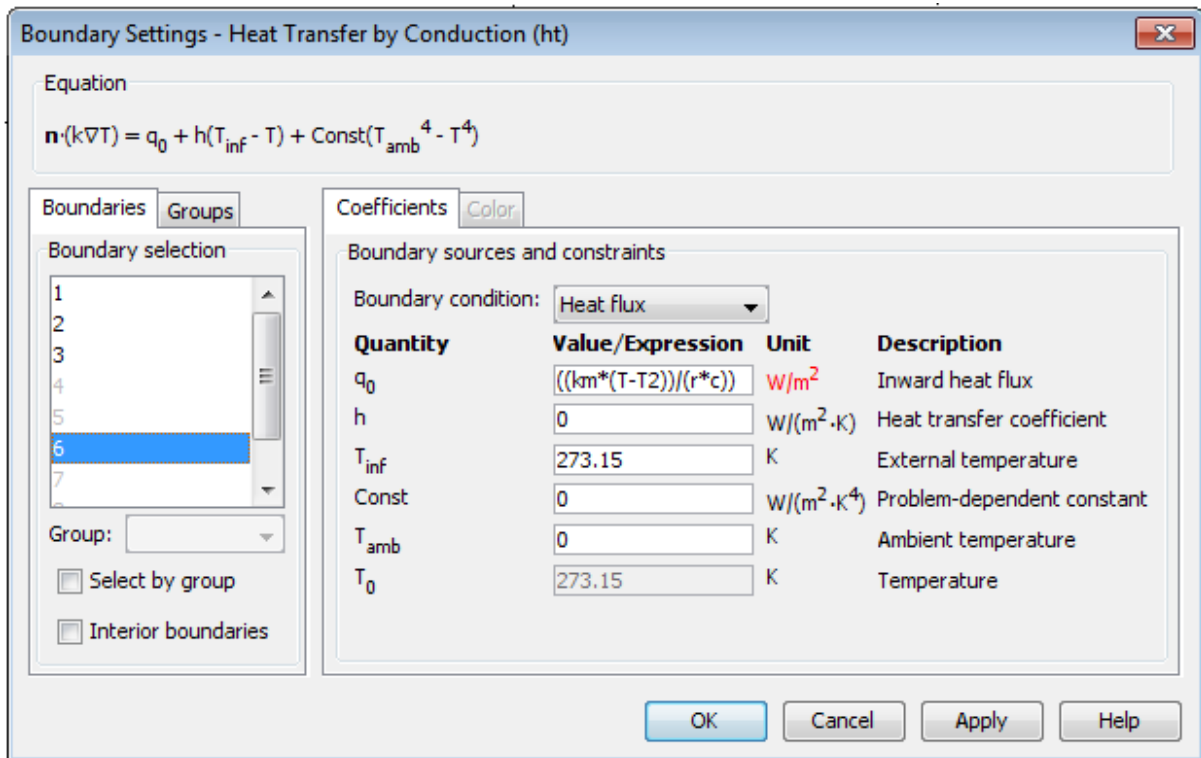 Boundary Settings - Heat Transfer by Conduction (ht)
Equation
n·(k∇T) = q₀ + h(T_inf - T) + Const(T_amb⁴ - T⁴)
Boundaries Groups
Boundary selection
1
2
3
4
5
6
7
Group:
Select by group
Interior boundaries
Coefficients Color
Boundary sources and constraints
Boundary condition: Heat flux
Quantity Value/Expression Unit Description
q₀ ((km*(T-T2))/(r*c)) W/m² Inward heat flux
h 0 W/(m²·K) Heat transfer coefficient
T_inf 273.15 K External temperature
Const 0 W/(m²·K⁴) Problem-dependent constant
T_amb 0 K Ambient temperature
T₀ 273.15 K Temperature
OK Cancel Apply Help